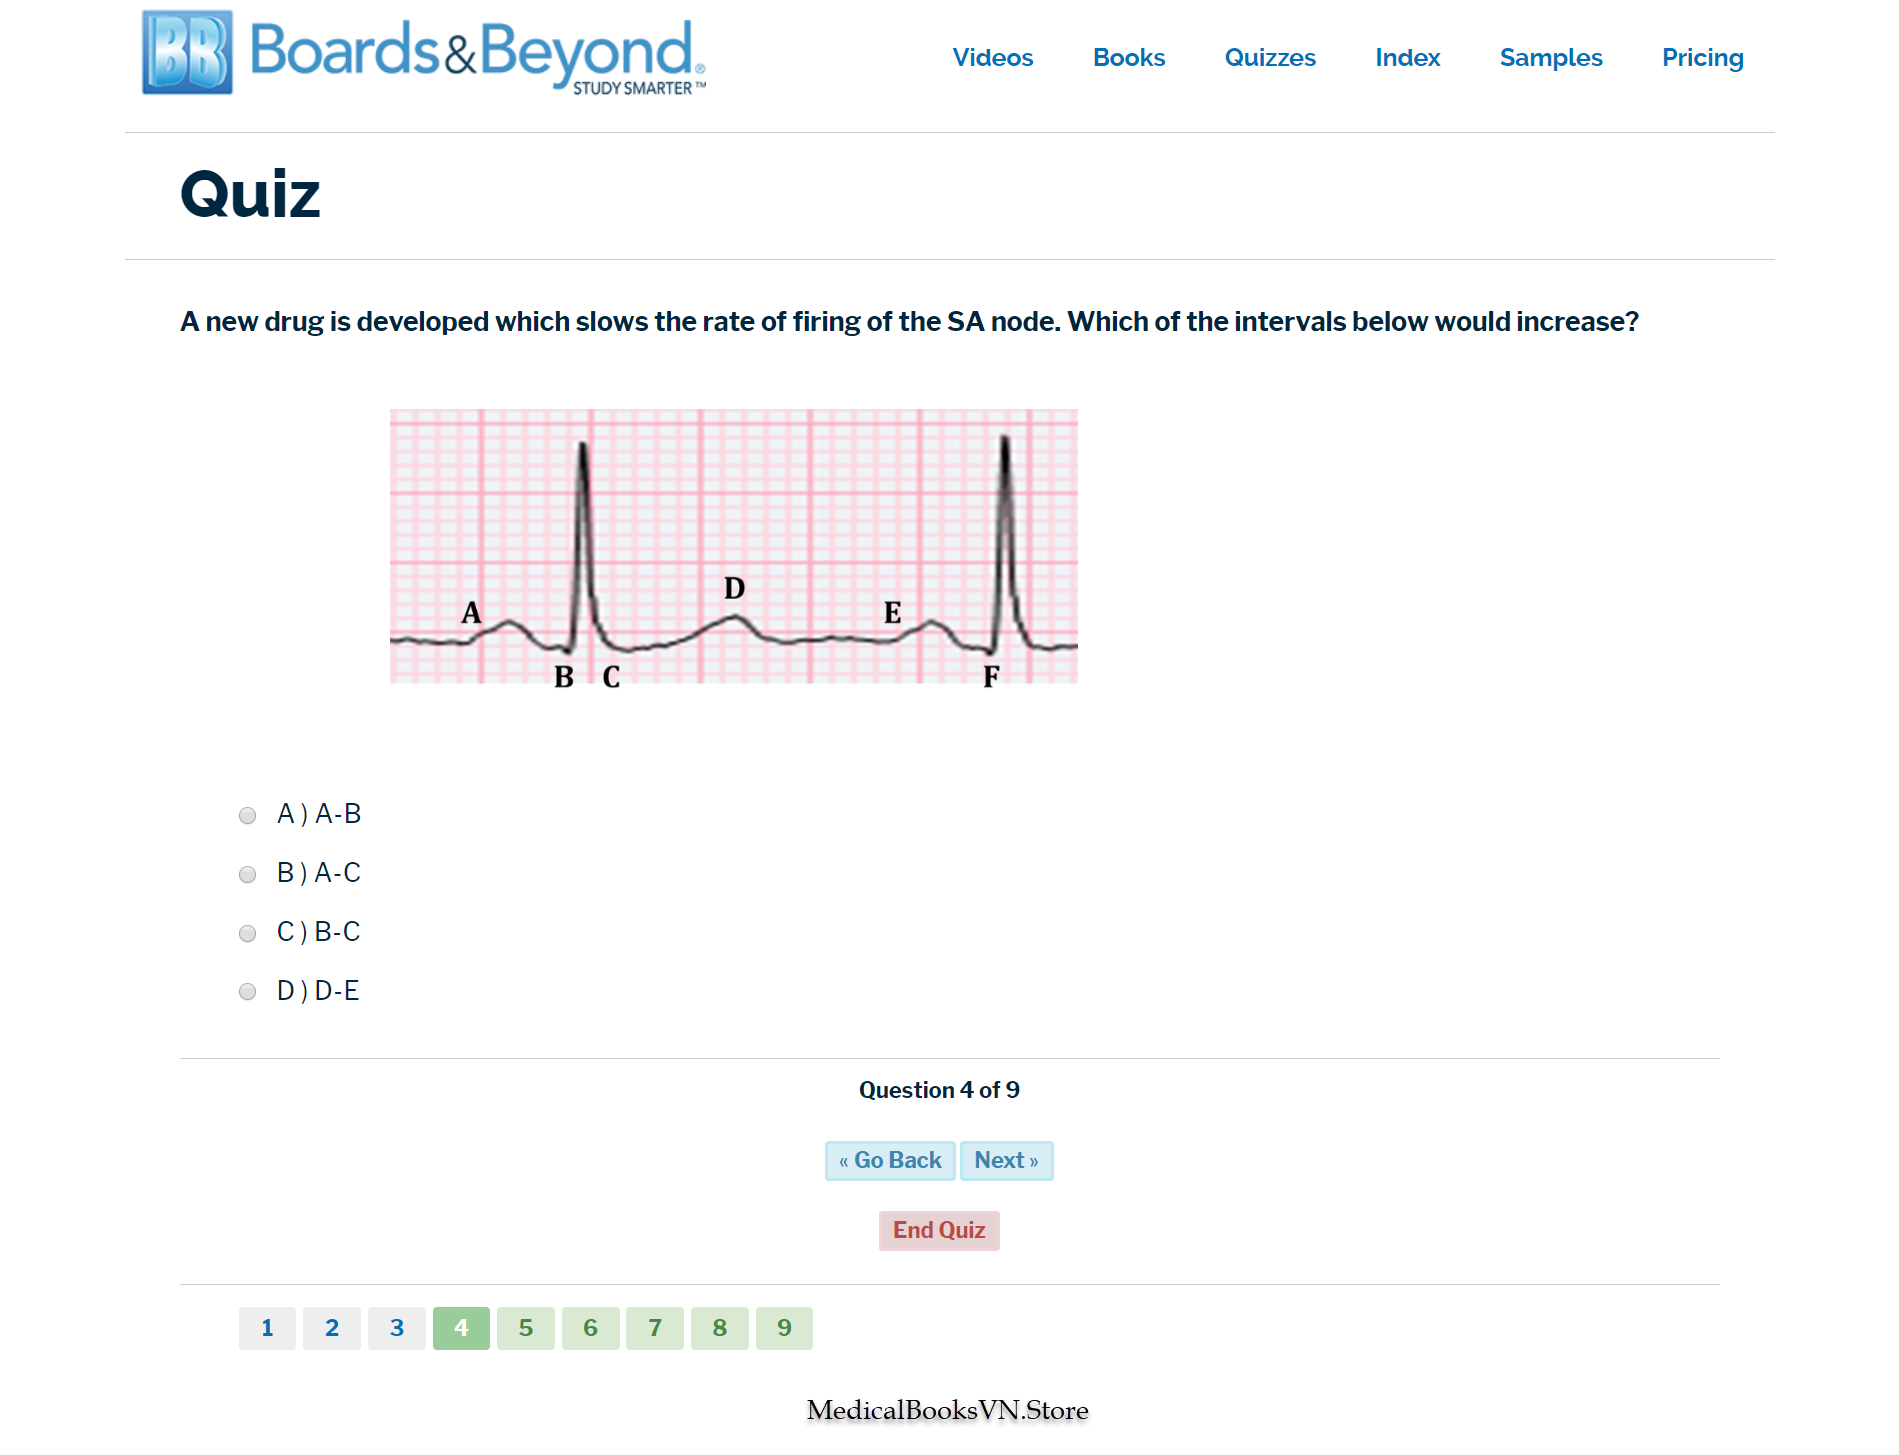 BB Boards&Beyond®
STUDY SMARTER™
Videos Books Quizzes Index Samples Pricing
Quiz
A new drug is developed which slows the rate of firing of the SA node. Which of the intervals below would increase?
D
A E
B C F
A ) A-B
B ) A-C
C ) B-C
D ) D-E
Question 4 of 9
« Go Back Next »
End Quiz
1 2 3 4 5 6 7 8 9
MedicalBooksVN.Store